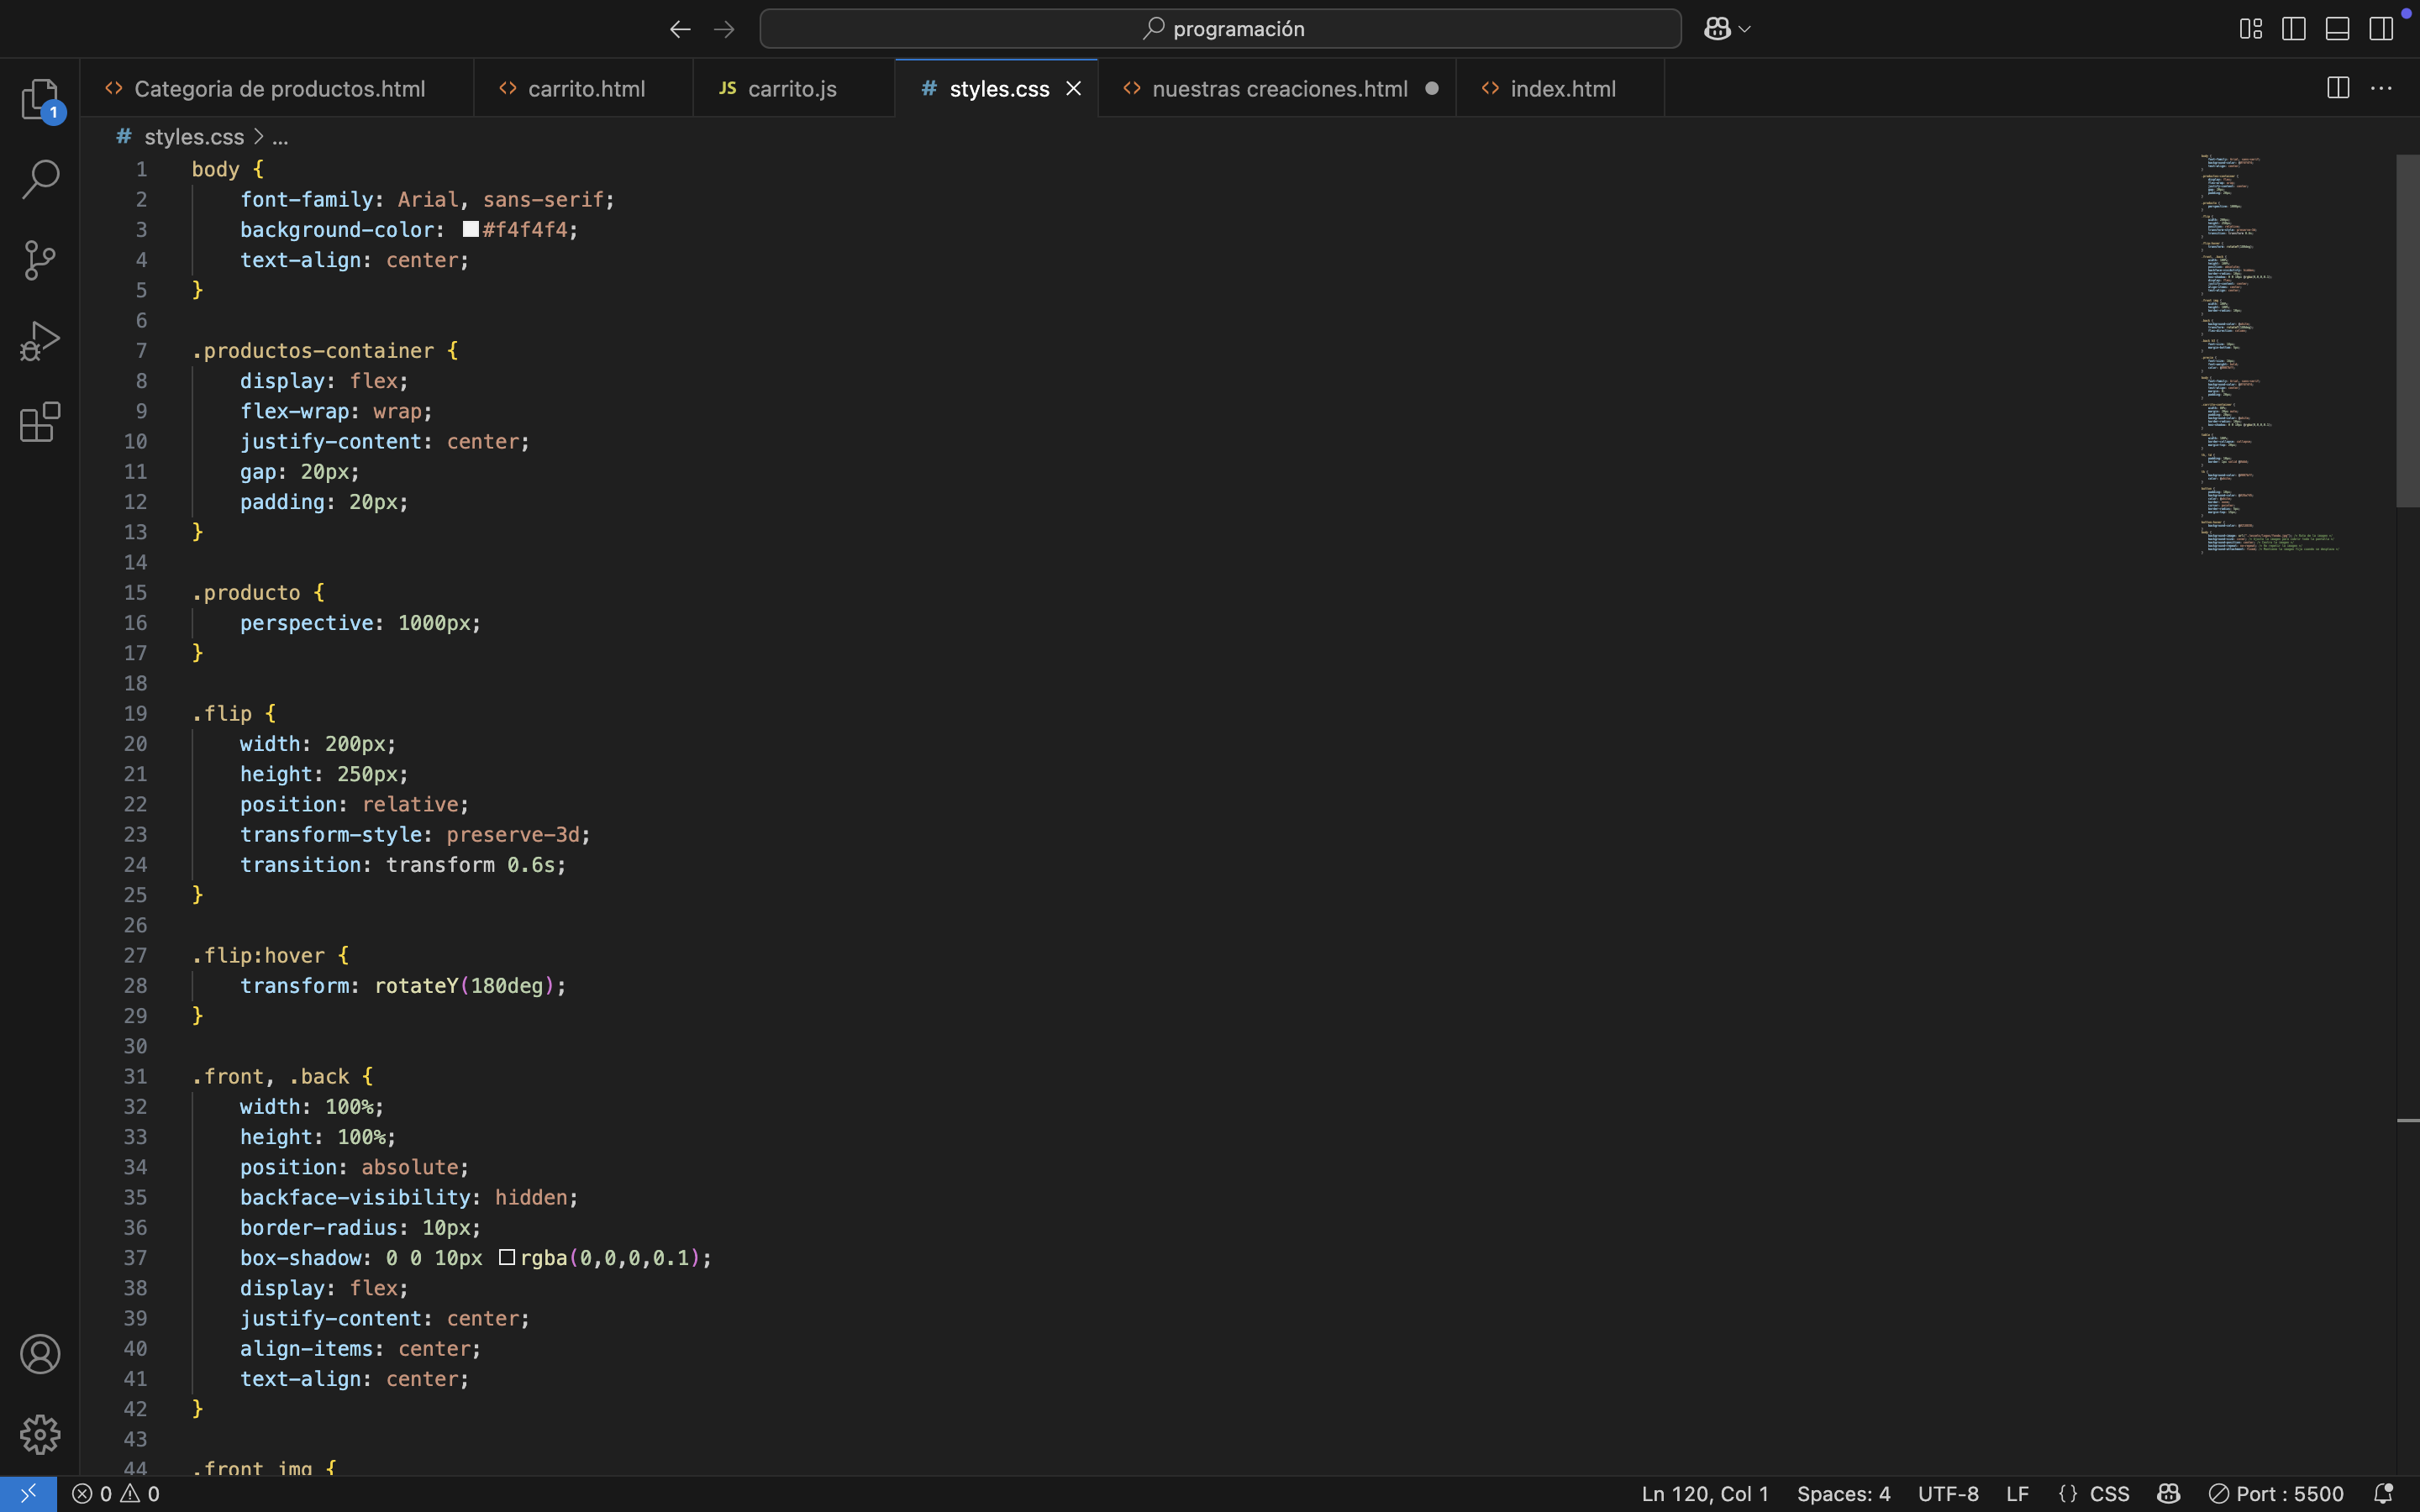 programación
Categoria de productos.html
carrito.html
JS carrito.js
# styles.css
nuestras creaciones.html
index.html
1
# styles.css > ...
1 body {
2 font-family: Arial, sans-serif;
3 background-color: #f4f4f4;
4 text-align: center;
5 }
6
7 .productos-container {
8 display: flex;
9 flex-wrap: wrap;
10 justify-content: center;
11 gap: 20px;
12 padding: 20px;
13 }
14
15 .producto {
16 perspective: 1000px;
17 }
18
19 .flip {
20 width: 200px;
21 height: 250px;
22 position: relative;
23 transform-style: preserve-3d;
24 transition: transform 0.6s;
25 }
26
27 .flip:hover {
28 transform: rotateY(180deg);
29 }
30
31 .front, .back {
32 width: 100%;
33 height: 100%;
34 position: absolute;
35 backface-visibility: hidden;
36 border-radius: 10px;
37 box-shadow: 0 0 10px rgba(0,0,0,0.1);
38 display: flex;
39 justify-content: center;
40 align-items: center;
41 text-align: center;
42 }
43
44 .front img {
0 0
Ln 120, Col 1 Spaces: 4 UTF-8 LF {} CSS Port : 5500